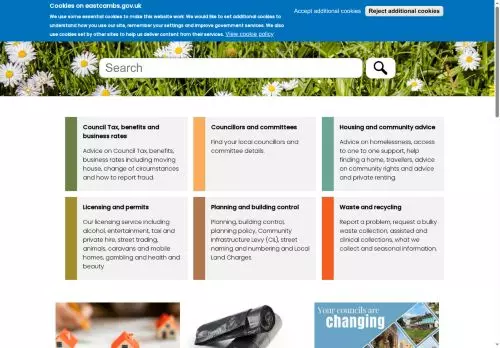 Cookies on eastcambs.gov.uk
We use some essential cookies to make this website work. We would like to set additional cookies to
understand how you use our site, remember your settings and improve government services. We also
use cookies set by other sites to help us deliver content from their services. View cookie policy
Accept additional cookies
Reject additional cookies
Search
Council Tax, benefits and
business rates
Advice on Council Tax, benefits,
business rates including moving
house, change of circumstances
and how to report fraud.
Councillors and committees
Find your local councillors and
committee details.
Housing and community advice
Advice on homelessness, access
to one to one support, help
finding a home, travellers, advice
on community rights and advice
and private renting.
Licensing and permits
Our licensing service including
alcohol, entertainment, taxi and
private hire, street trading,
animals, caravans and mobile
homes, gambling and health and
beauty
Planning and building control
Planning, building control,
planning policy, Community
Infrastructure Levy (CIL), street
naming and numbering and Local
Land Charges.
Waste and recycling
Report a problem, request a bulky
waste collection, assisted and
clinical collections, what we
collect and seasonal information.
Your councils are
changing